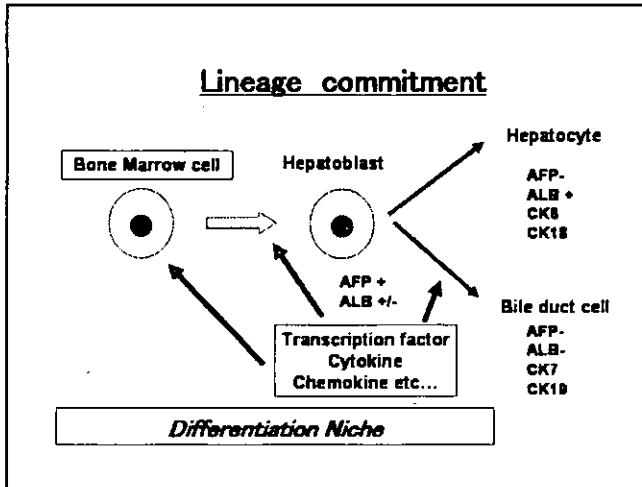 Lineage commitment
Bone Marrow cell
Hepatoblast
AFP +
ALB +/-
Hepatocyte
AFP-
ALB +
CK8
CK18
Bile duct cell
AFP-
ALB-
CK7
CK19
Transcription factor
Cytokine
Chemokine etc...
Differentiation Niche